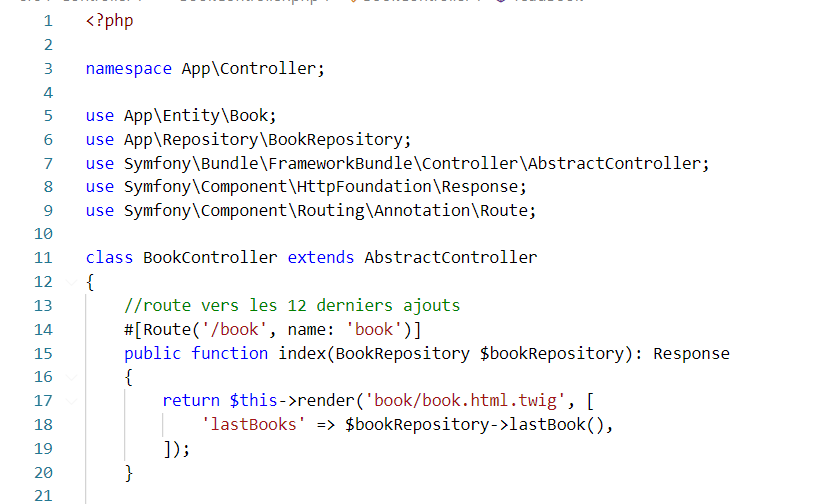 1 <?php
2
3 namespace App\Controller;
4
5 use App\Entity\Book;
6 use App\Repository\BookRepository;
7 use Symfony\Bundle\FrameworkBundle\Controller\AbstractController;
8 use Symfony\Component\HttpFoundation\Response;
9 use Symfony\Component\Routing\Annotation\Route;
10
11 class BookController extends AbstractController
12 {
13     //route vers les 12 derniers ajouts
14     #[Route('/book', name: 'book')]
15     public function index(BookRepository $bookRepository): Response
16     {
17         return $this->render('book/book.html.twig', [
18             'lastBooks' => $bookRepository->lastBook(),
19         ]);
20     }
21